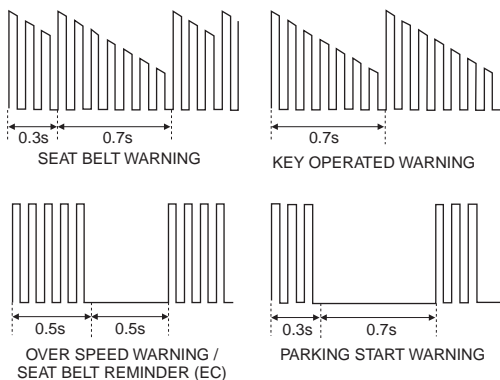 0.3s
0.7s
SEAT BELT WARNING
0.7s
KEY OPERATED WARNING
0.5s
0.5s
OVER SPEED WARNING /
SEAT BELT REMINDER (EC)
0.3s
0.7s
PARKING START WARNING